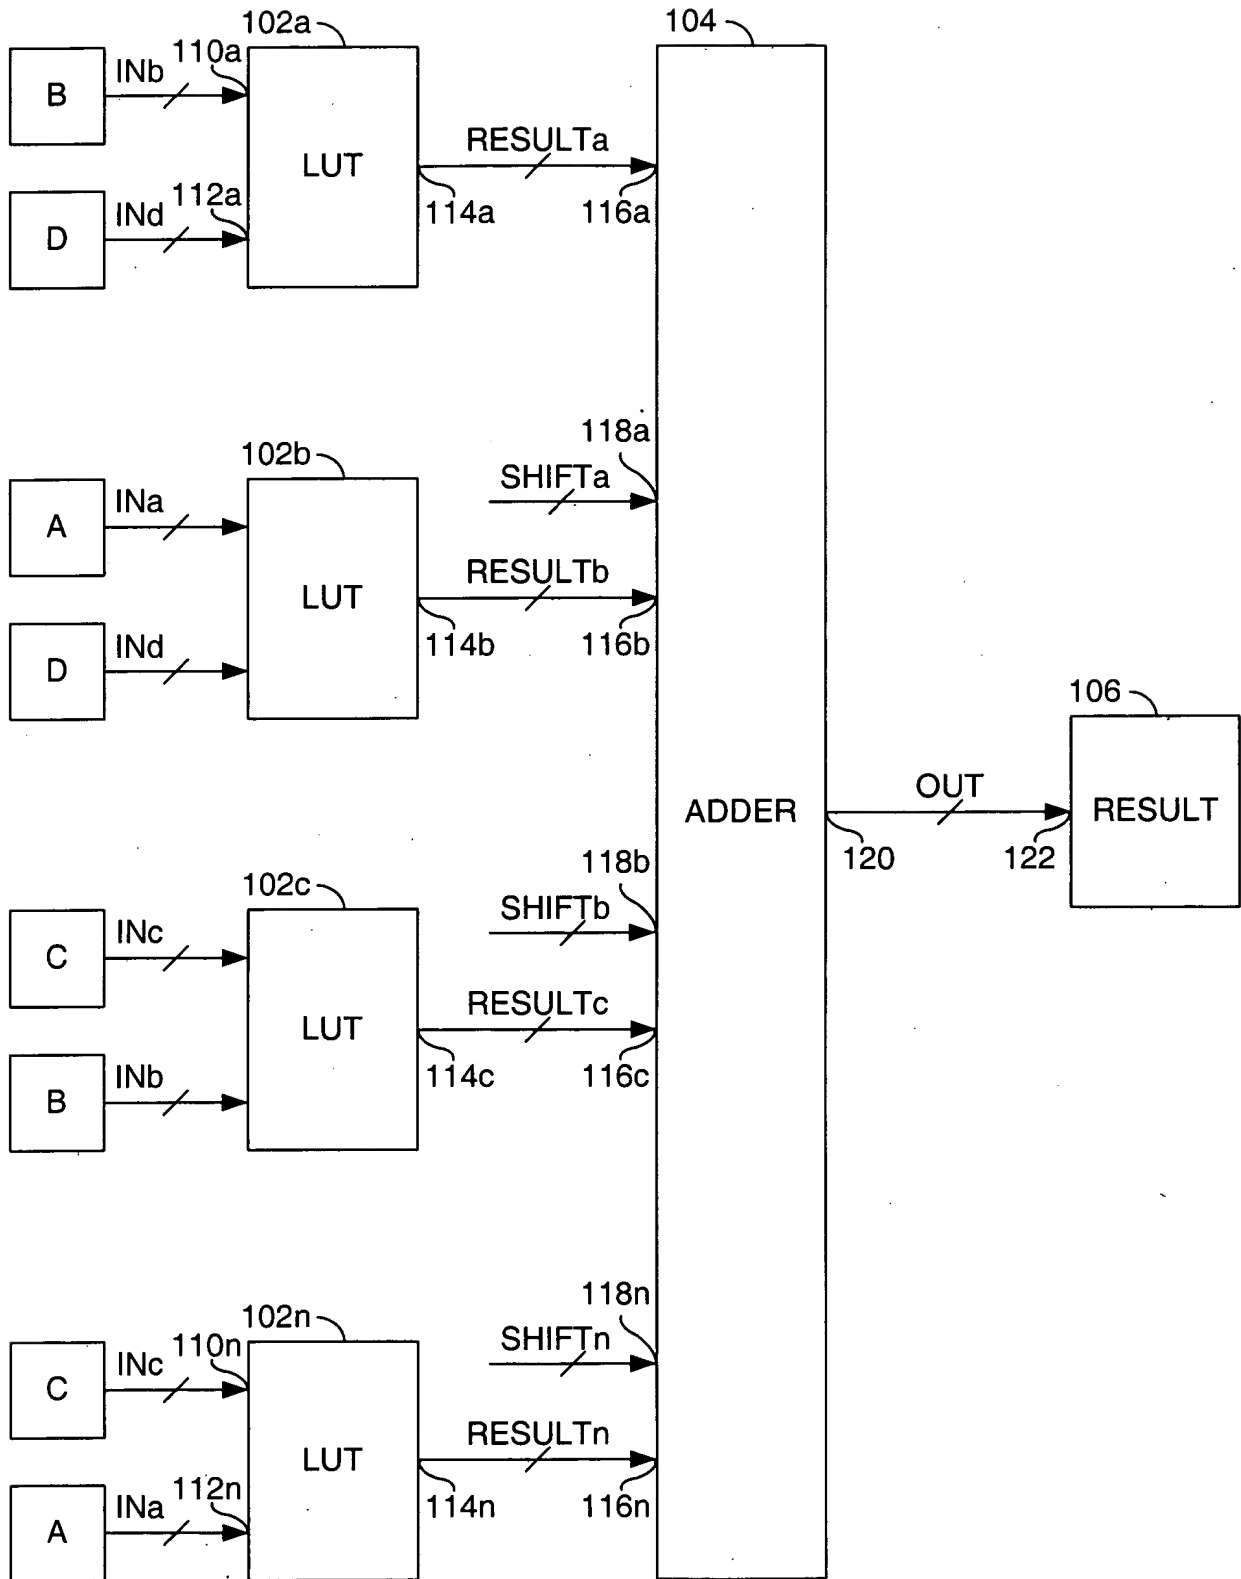 102a
104
B
INb
110a
LUT
RESULTa
D
INd
112a
114a
116a
118a
102b
SHIFTa
A
INa
LUT
RESULTb
D
INd
114b
116b
106
ADDER
OUT
RESULT
120
122
118b
102c
SHIFTb
C
INc
LUT
RESULTc
B
INb
114c
116c
118n
102n
SHIFTn
C
INc
110n
LUT
RESULTn
A
INa
112n
114n
116n